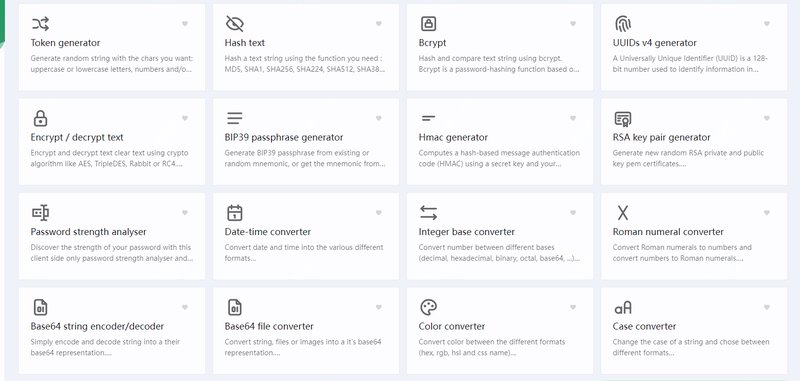 Token generator
Generate random string with the chars you want:
uppercase or lowercase letters, numbers and/o...
Hash text
Hash a text string using the function you need :
MD5, SHA1, SHA256, SHA224, SHA512, SHA38...
Bcrypt
Hash and compare text string using bcrypt.
Bcrypt is a password-hashing function based o...
UUIDs v4 generator
A Universally Unique Identifier (UUID) is a 128-
bit number used to identify information in...
Encrypt / decrypt text
Encrypt and decrypt text clear text using crypto
algorithm like AES, TripleDES, Rabbit or RC4....
BIP39 passphrase generator
Generate BIP39 passphrase from existing or
random mnemonic, or get the mnemonic from...
Hmac generator
Computes a hash-based message authentication
code (HMAC) using a secret key and your...
RSA key pair generator
Generate new random RSA private and public
key pem certificates....
Password strength analyser
Discover the strength of your password with this
client side only password strength analyser and...
Date-time converter
Convert date and time into the various different
formats...
Integer base converter
Convert number between different bases
(decimal, hexadecimal, binary, octal, base64, ...)...
Roman numeral converter
Convert Roman numerals to numbers and
convert numbers to Roman numerals....
Base64 string encoder/decoder
Simply encode and decode string into a their
base64 representation....
Base64 file converter
Convert string, files or images into a it's base64
representation....
Color converter
Convert color between the different formats
(hex, rgb, hsl and css name)...
Case converter
Change the case of a string and chose between
different formats...